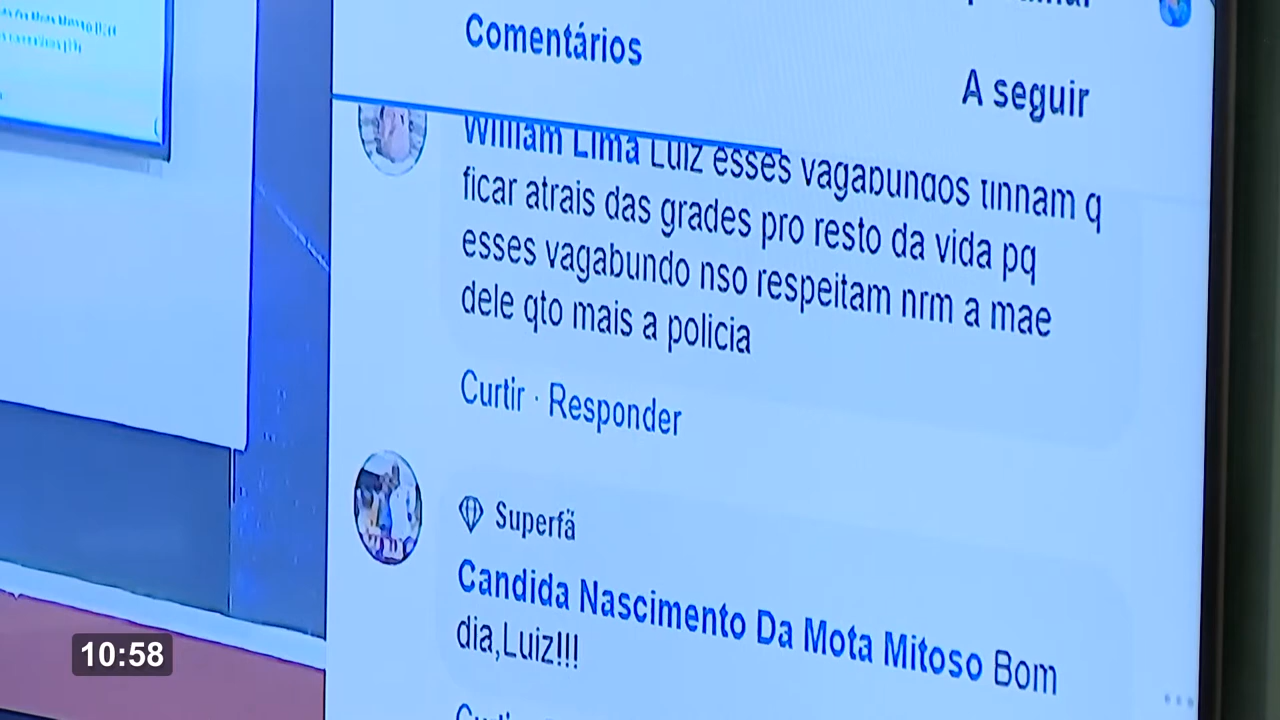 Comentários
A seguir
William Lima Luiz esses vagabundos tinham q
ficar atrais das grades pro resto da vida pq
esses vagabundo nso respeitam nrm a mae
dele qto mais a policia
Curtir · Responder
Superfã
Candida Nascimento Da Mota Mitoso Bom
dia,Luiz!!!
10:58